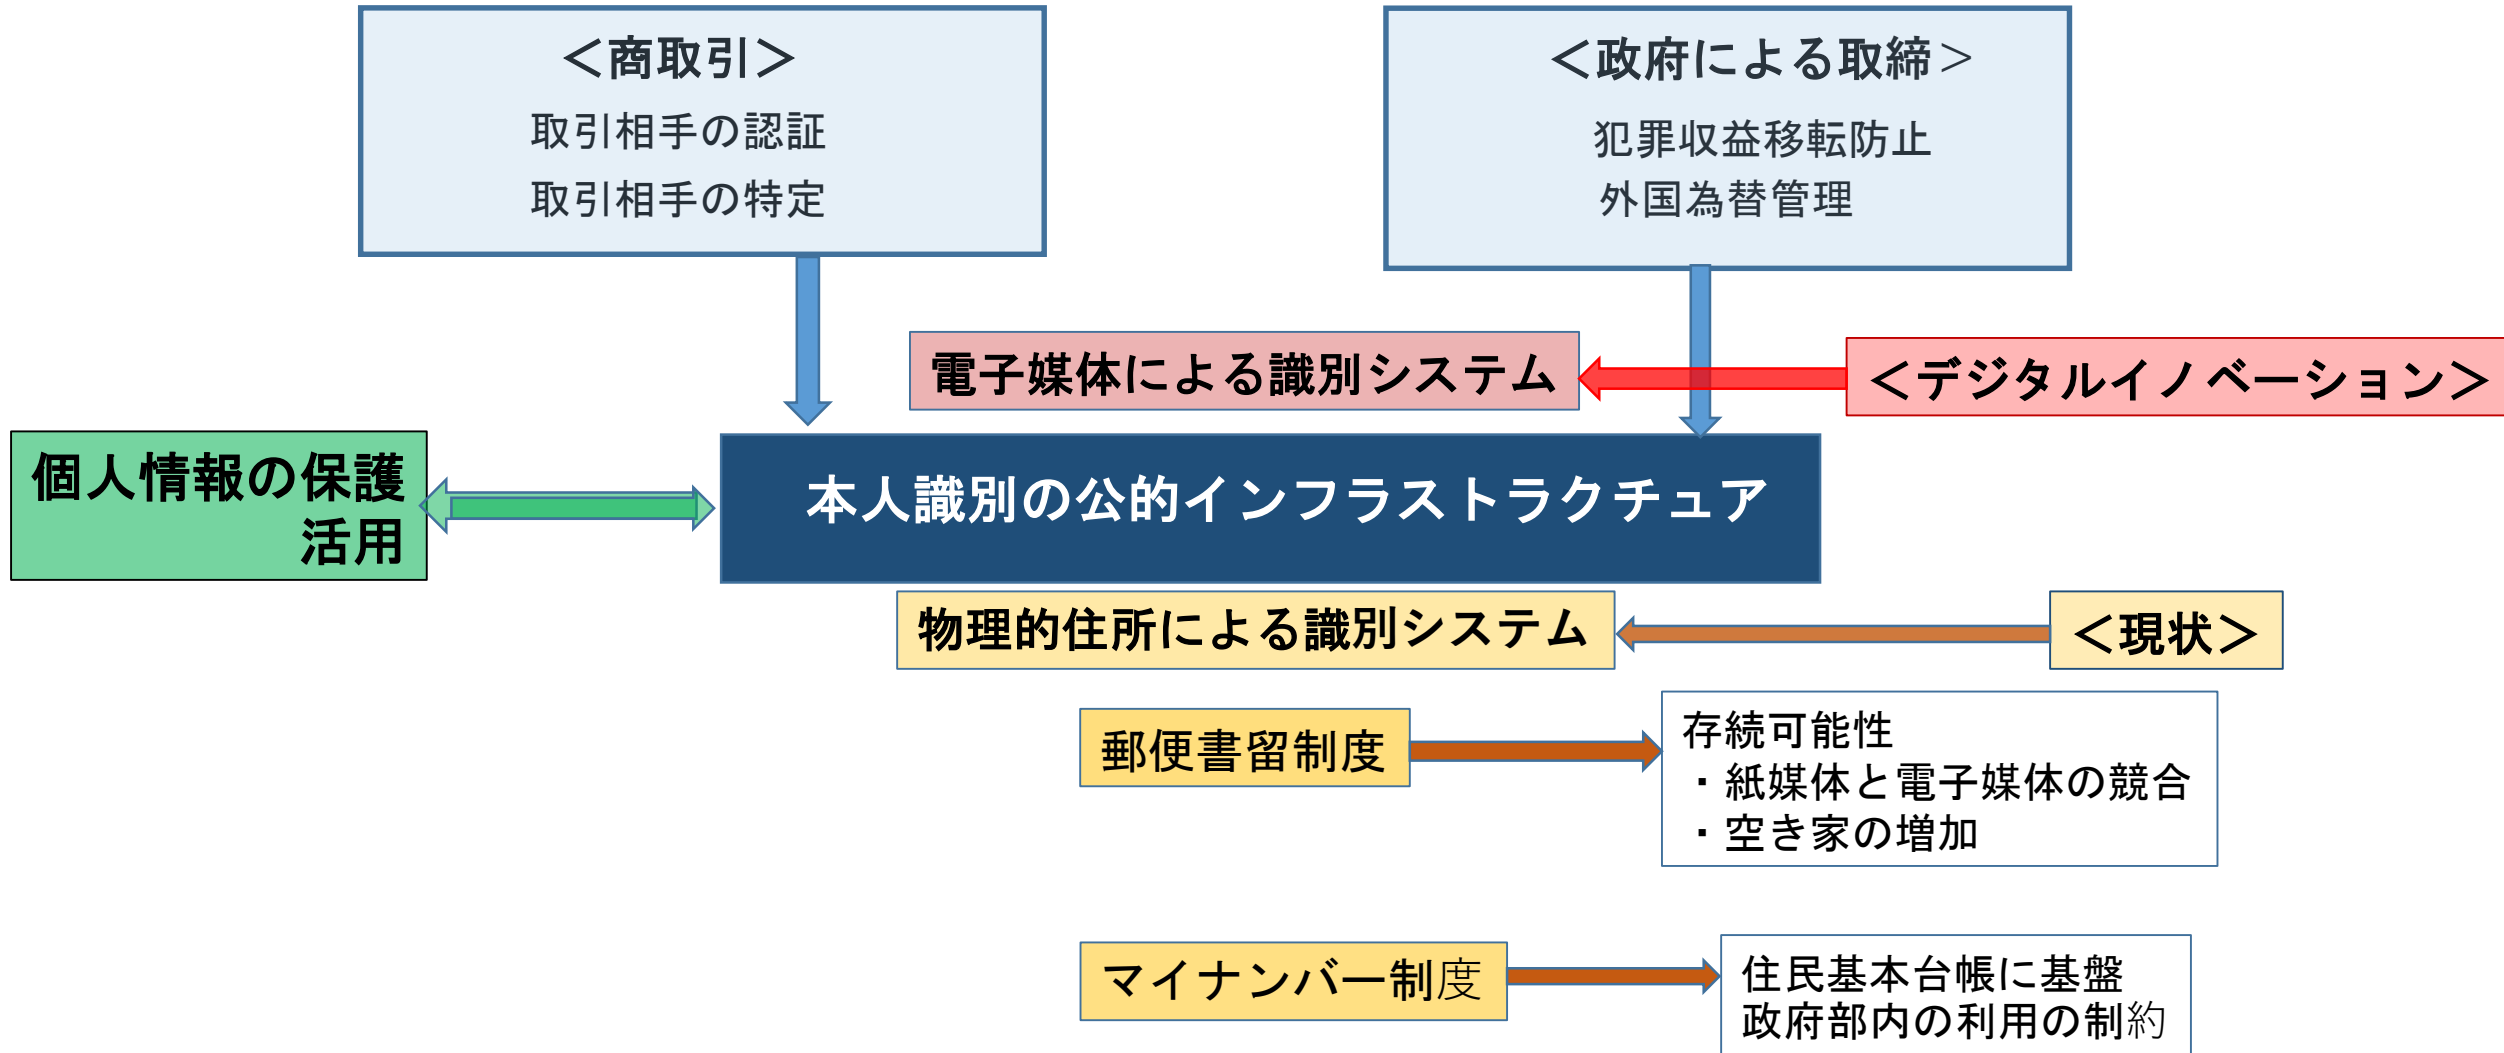 ＜商取引＞
取引相手の認証
取引相手の特定
＜政府による取締＞
犯罪収益移転防止
外国為替管理
電子媒体による識別システム
＜デジタルイノベーション＞
個人情報の保護
活用
本人識別の公的インフラストラクチュア
物理的住所による識別システム
＜現状＞
郵便書留制度
存続可能性
・紙媒体と電子媒体の競合
・空き家の増加
マイナンバー制度
住民基本台帳に基盤
政府部内の利用の制約